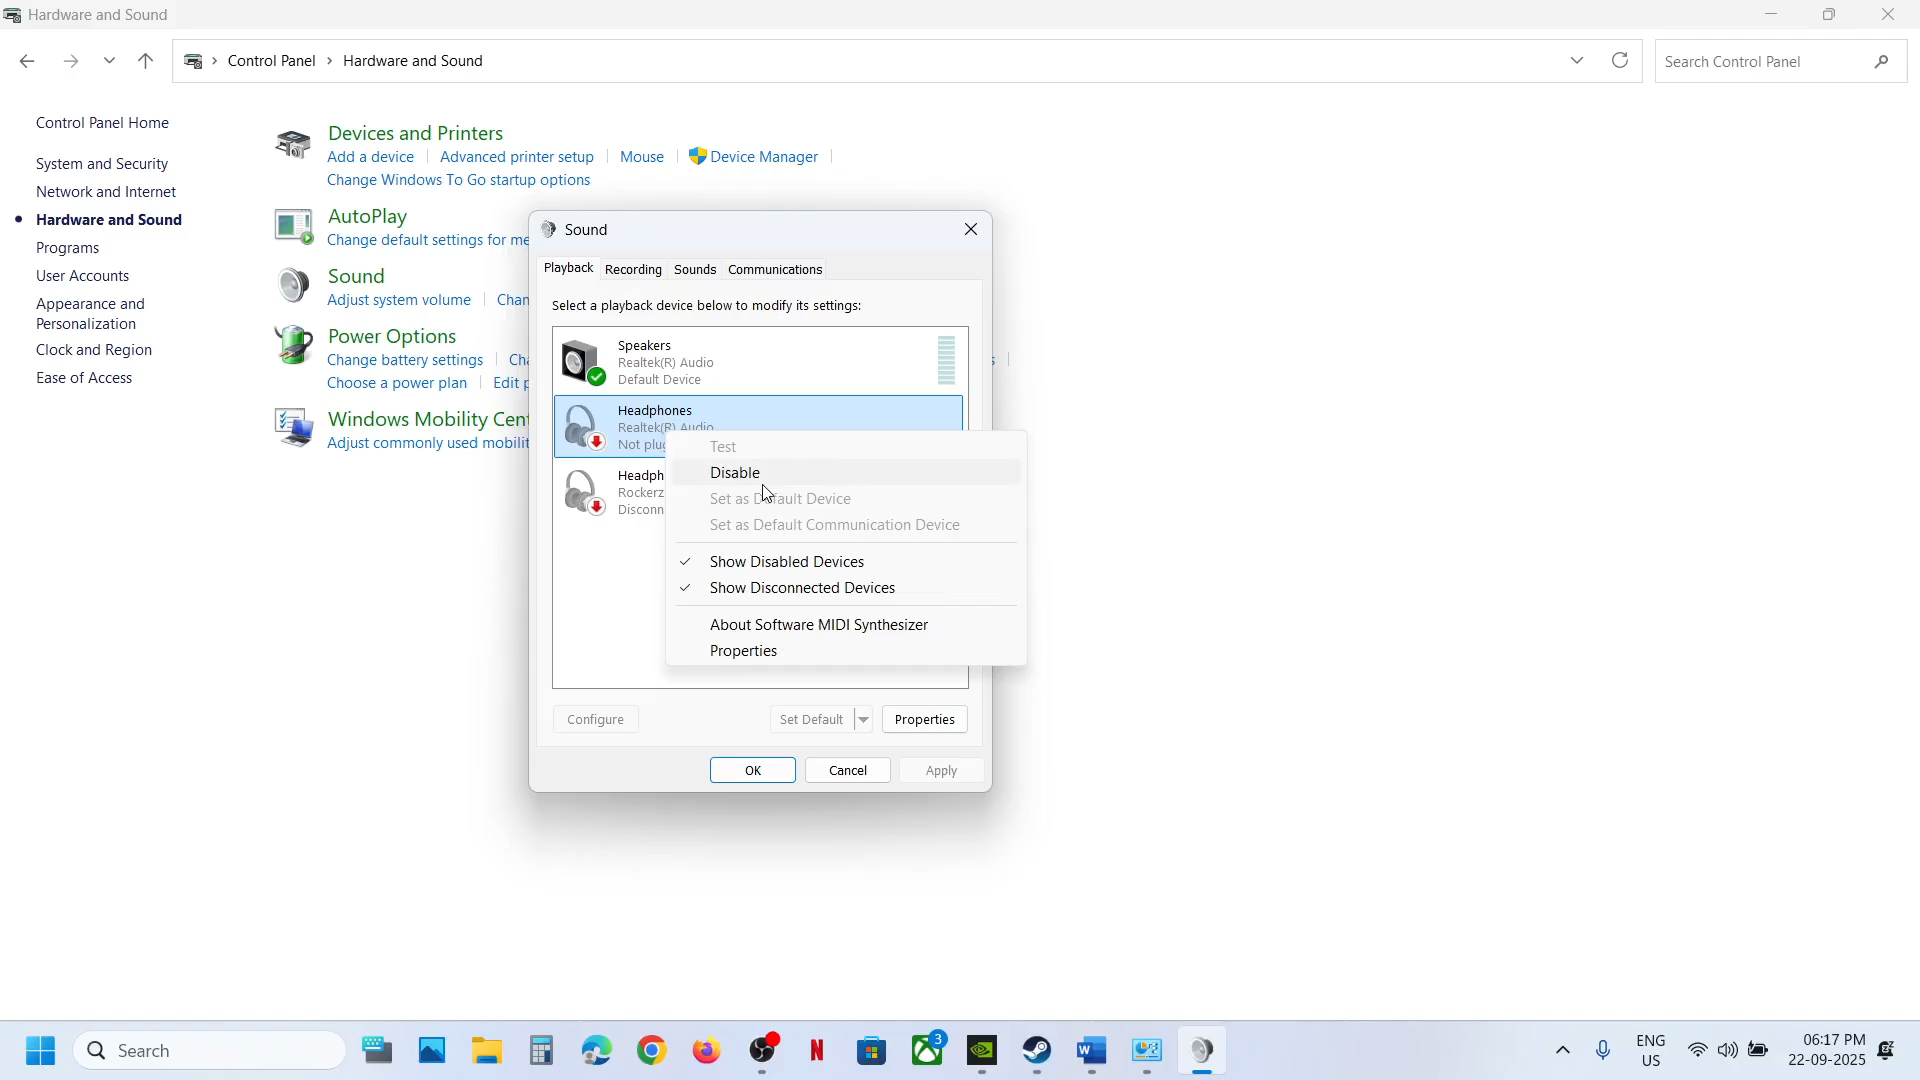 Hardware and Sound
Control Panel
Hardware and Sound
Search Control Panel
Control Panel Home
System and Security
Network and Internet
Hardware and Sound
Programs
User Accounts
Appearance and
Personalization
Clock and Region
Ease of Access
Devices and Printers
Add a device
Advanced printer setup
Mouse
Device Manager
Change Windows To Go startup options
AutoPlay
Change default settings for me
Sound
Adjust system volume
Chan
Power Options
Change battery settings
Ch
s
Choose a power plan
Edit p
Windows Mobility Cent
Adjust commonly used mobilit
Sound
Playback
Recording
Sounds
Communications
Select a playback device below to modify its settings:
Speakers
Realtek(R) Audio
Default Device
Headphones
Realtek(R) Audio
Not plug
Headph
Rockerz
Disconn
Test
Disable
Set as Default Device
Set as Default Communication Device
Show Disabled Devices
Show Disconnected Devices
About Software MIDI Synthesizer
Properties
Configure
Set Default
Properties
OK
Cancel
Apply
Search
3
ENG
US
06:17 PM
22-09-2025